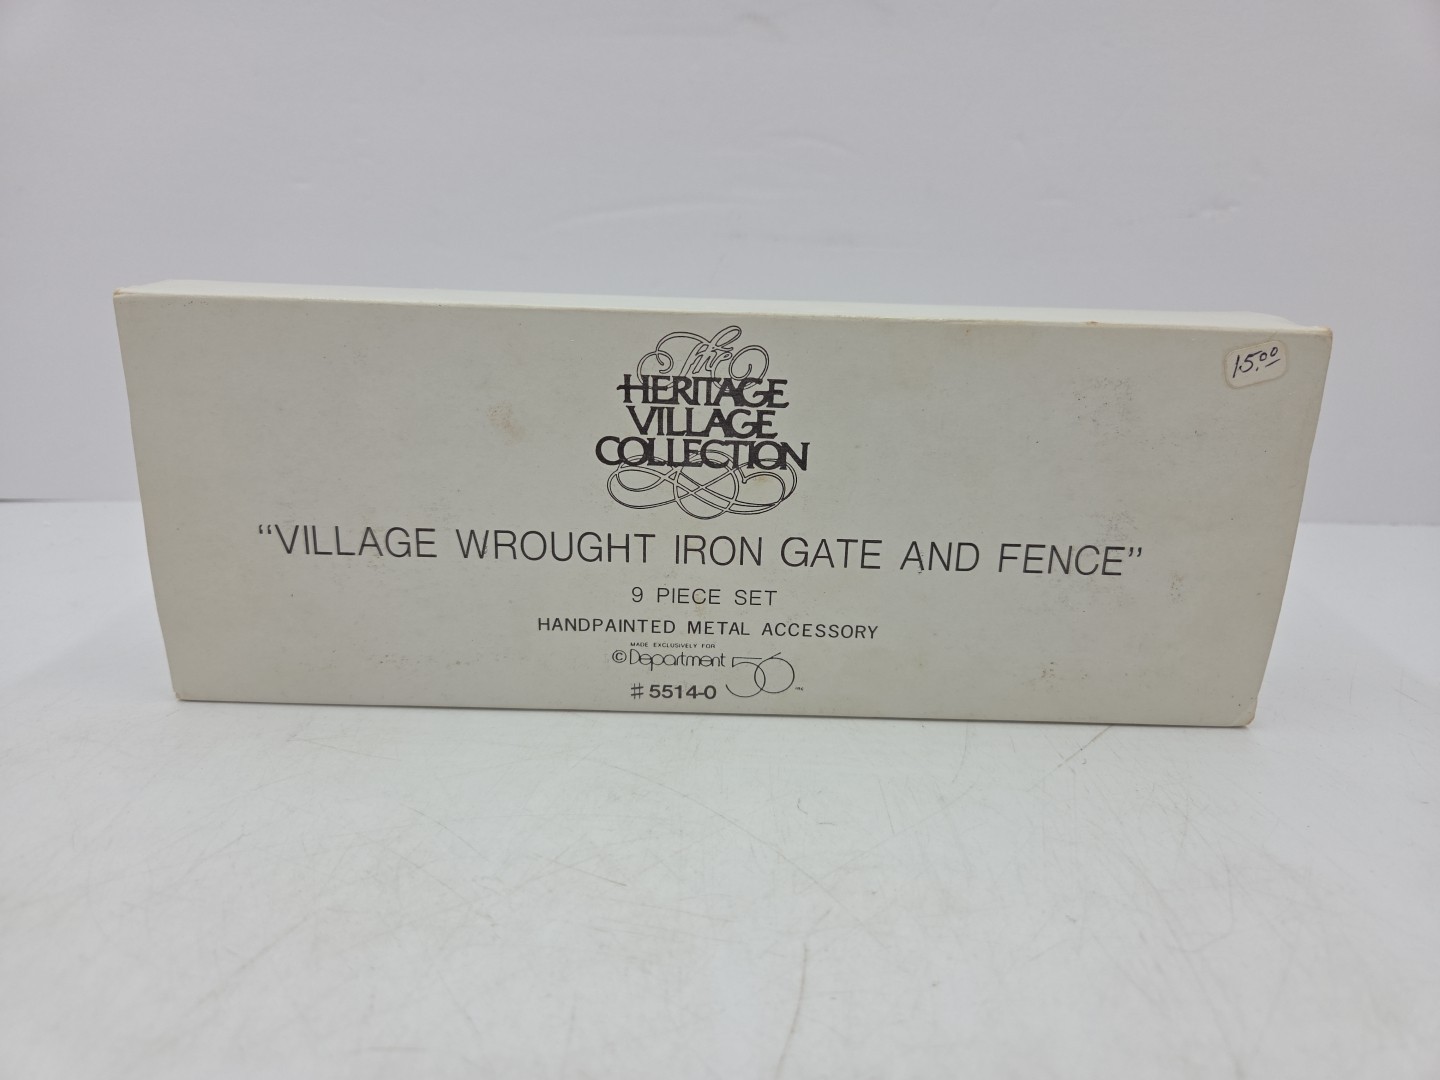 The
HERITAGE
VILLAGE
COLLECTION
15.00
“VILLAGE WROUGHT IRON GATE AND FENCE”
9 PIECE SET
HANDPAINTED METAL ACCESSORY
MADE EXCLUSIVELY FOR
©Department 56
#5514-0